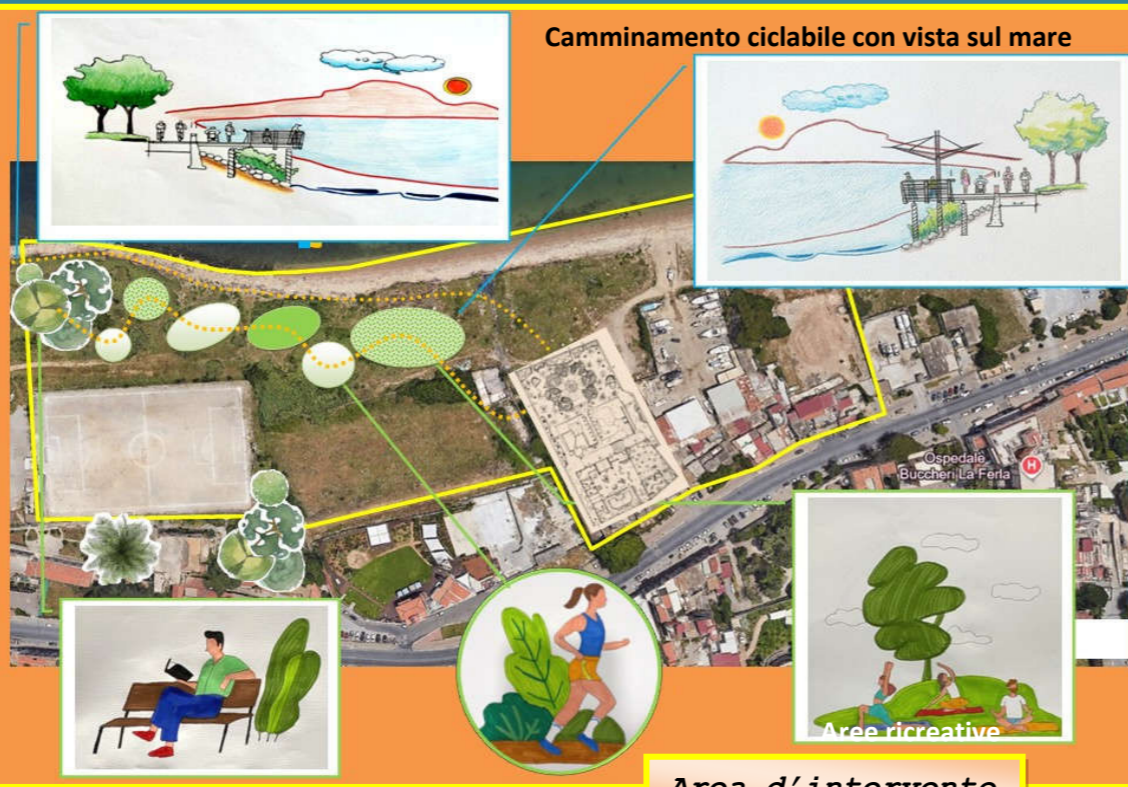 Camminamento ciclabile con vista sul mare
Ospedale
Buccheri La Ferla
H
Aree ricreative
Area d'intervento